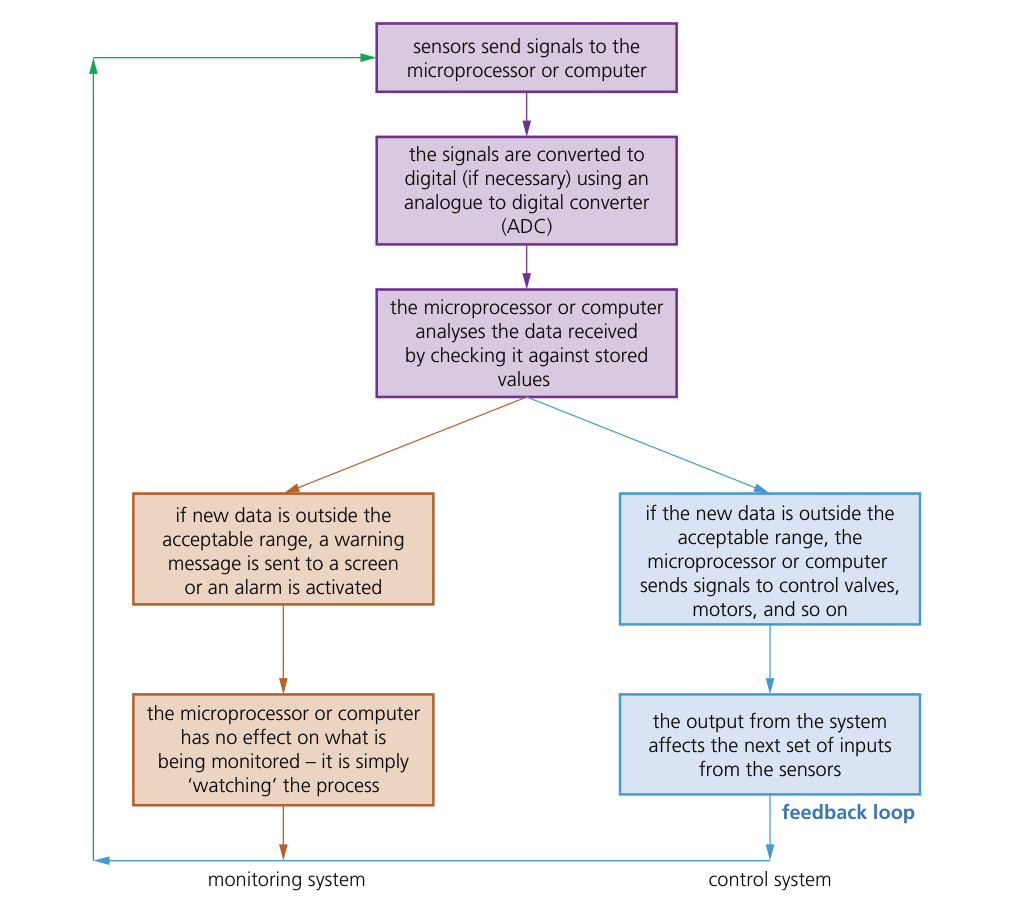 sensors send signals to the
microprocessor or computer
the signals are converted to
digital (if necessary) using an
analogue to digital converter
(ADC)
the microprocessor or computer
analyses the data received
by checking it against stored
values
if new data is outside the
acceptable range, a warning
message is sent to a screen
or an alarm is activated
if the new data is outside the
acceptable range, the
microprocessor or computer
sends signals to control valves,
motors, and so on
the microprocessor or computer
has no effect on what is
being monitored – it is simply
‘watching’ the process
the output from the system
affects the next set of inputs
from the sensors
feedback loop
monitoring system
control system